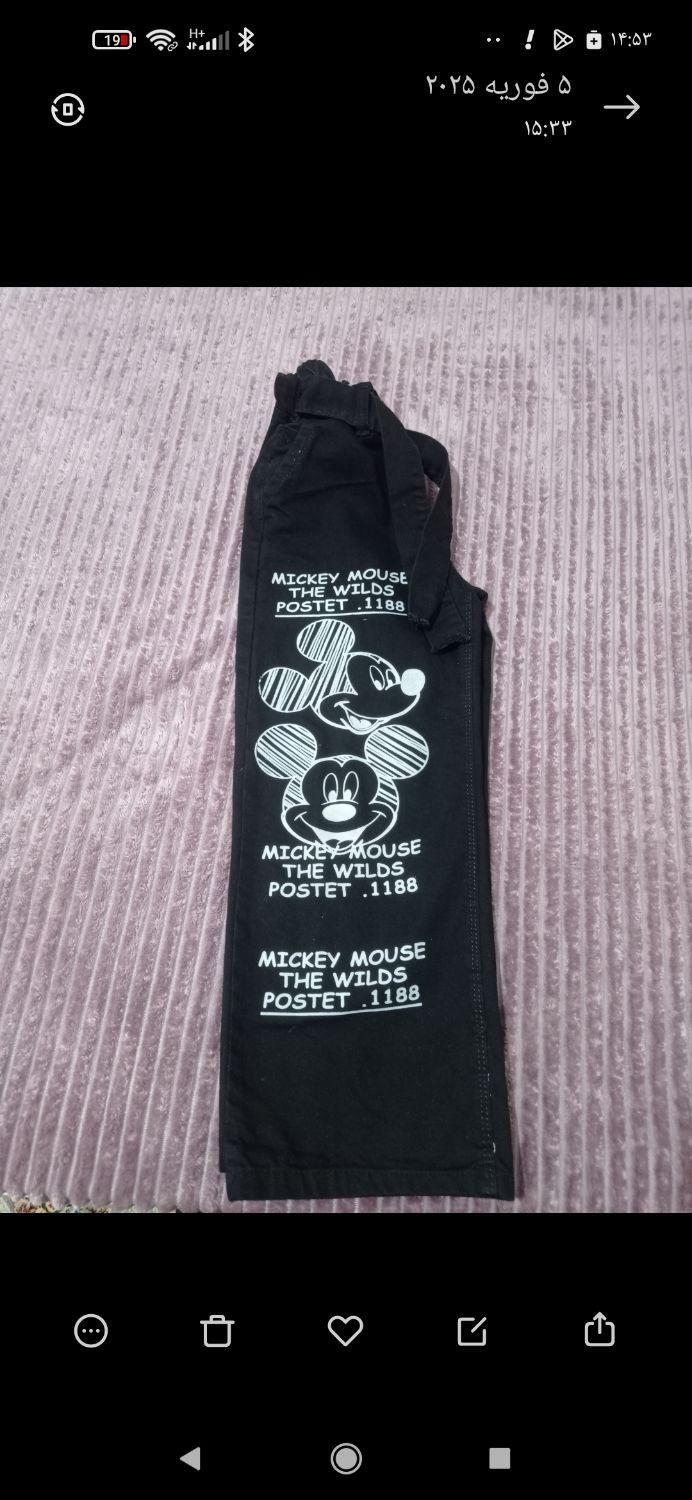 19
H+
۱۴:۵۳
۵ فوریه ۲۰۲۵
۱۵:۳۳
MICKEY MOUSE
THE WILDS
POSTET .1188
MICKEY MOUSE
THE WILDS
POSTET .1188
MICKEY MOUSE
THE WILDS
POSTET .1188